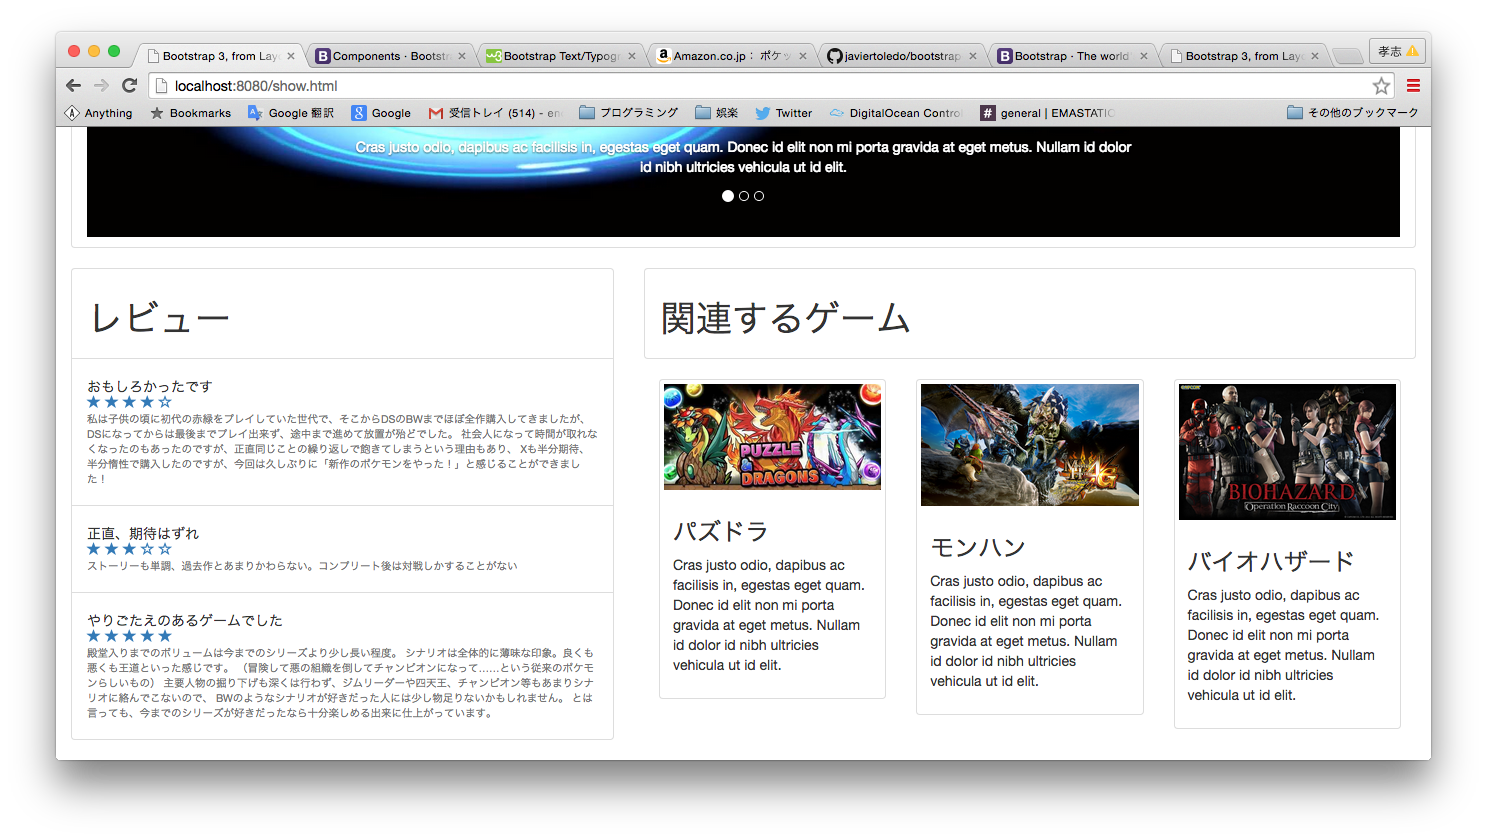 Bootstrap 3, from Lay
Components · Bootstr
Bootstrap Text/Typogr
Amazon.co.jp： ポケッ
javiertoledo/bootstrap
Bootstrap · The world
Bootstrap 3, from Lay
孝志
localhost:8080/show.html
Anything
Bookmarks
Google 翻訳
Google
受信トレイ (514) - en
プログラミング
娯楽
Twitter
DigitalOcean Control
general | EMASTATIC
その他のブックマーク
Cras justo odio, dapibus ac facilisis in, egestas eget quam. Donec id elit non mi porta gravida at eget metus. Nullam id dolor
id nibh ultricies vehicula ut id elit.
レビュー
おもしろかったです
★★★★☆
私は子供の頃に初代の赤緑をプレイしていた世代で、そこからDSのBWまでほぼ全作購入してきましたが、
DSになってからは最後までプレイ出来ず、途中まで進めて放置が殆どでした。 社会人になって時間が取れな
くなったのもあったのですが、正直同じことの繰り返しで飽きてしまうという理由もあり、 Xも半分期待、
半分惰性で購入したのですが、今回は久しぶりに「新作のポケモンをやった！」と感じることができまし
た！
正直、期待はずれ
★★★☆☆
ストーリーも単調、過去作とあまりかわらない。コンプリート後は対戦しかすることがない
やりごたえのあるゲームでした
★★★★★
殿堂入りまでのボリュームは今までのシリーズより少し長い程度。 シナリオは全体的に薄味な印象。良くも
悪くも王道といった感じです。 （冒険して悪の組織を倒してチャンピオンになって……という従来のポケモ
ンらしいもの） 主要人物の掘り下げも深くは行わず、ジムリーダーや四天王、チャンピオン等もあまりシナ
リオに絡んでこないので、 BWのようなシナリオが好きだった人には少し物足りないかもしれません。 とは
言っても、今までのシリーズが好きだったなら十分楽しめる出来に仕上がっています。
関連するゲーム
PUZZLE
&
DRAGONS
パズドラ
Cras justo odio, dapibus ac
facilisis in, egestas eget quam.
Donec id elit non mi porta
gravida at eget metus. Nullam
id dolor id nibh ultricies
vehicula ut id elit.
MH4G
モンハン
Cras justo odio, dapibus ac
facilisis in, egestas eget quam.
Donec id elit non mi porta
gravida at eget metus. Nullam
id dolor id nibh ultricies
vehicula ut id elit.
CAPCOM
R.P.D.
BIOHAZARD
Operation Raccoon City
バイオハザード
Cras justo odio, dapibus ac
facilisis in, egestas eget quam.
Donec id elit non mi porta
gravida at eget metus. Nullam
id dolor id nibh ultricies
vehicula ut id elit.